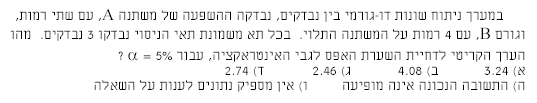 במערך ניתוח שונות דו-גורמי בין נבדקים, נבדקה ההשפעה של משתנה A, עם שתי רמות,
וגורם B, עם 4 רמות על המשתנה התלוי. בכל תא משמונת תאי הניסוי נבדקו 3 נבדקים. מהו
הערך הקריטי לדחיית השערת האפס לגבי האינטראקציה, עבור α = 5% ?
א) 3.24 ב) 4.08 ג) 2.46 ד) 2.74
ה) התשובה הנכונה אינה מופיעה ו) אין מספיק נתונים לענות על השאלה